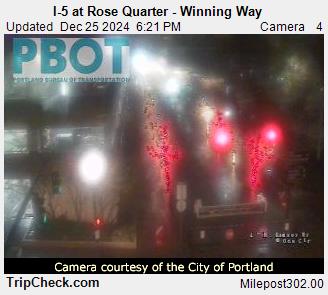 I-5 at Rose Quarter - Winning Way
Updated Dec 25 2024 6:21 PM Camera 4
PBOT
PORTLAND BUREAU OF TRANSPORTATION
Camera courtesy of the City of Portland
TripCheck.com Milepost302.00